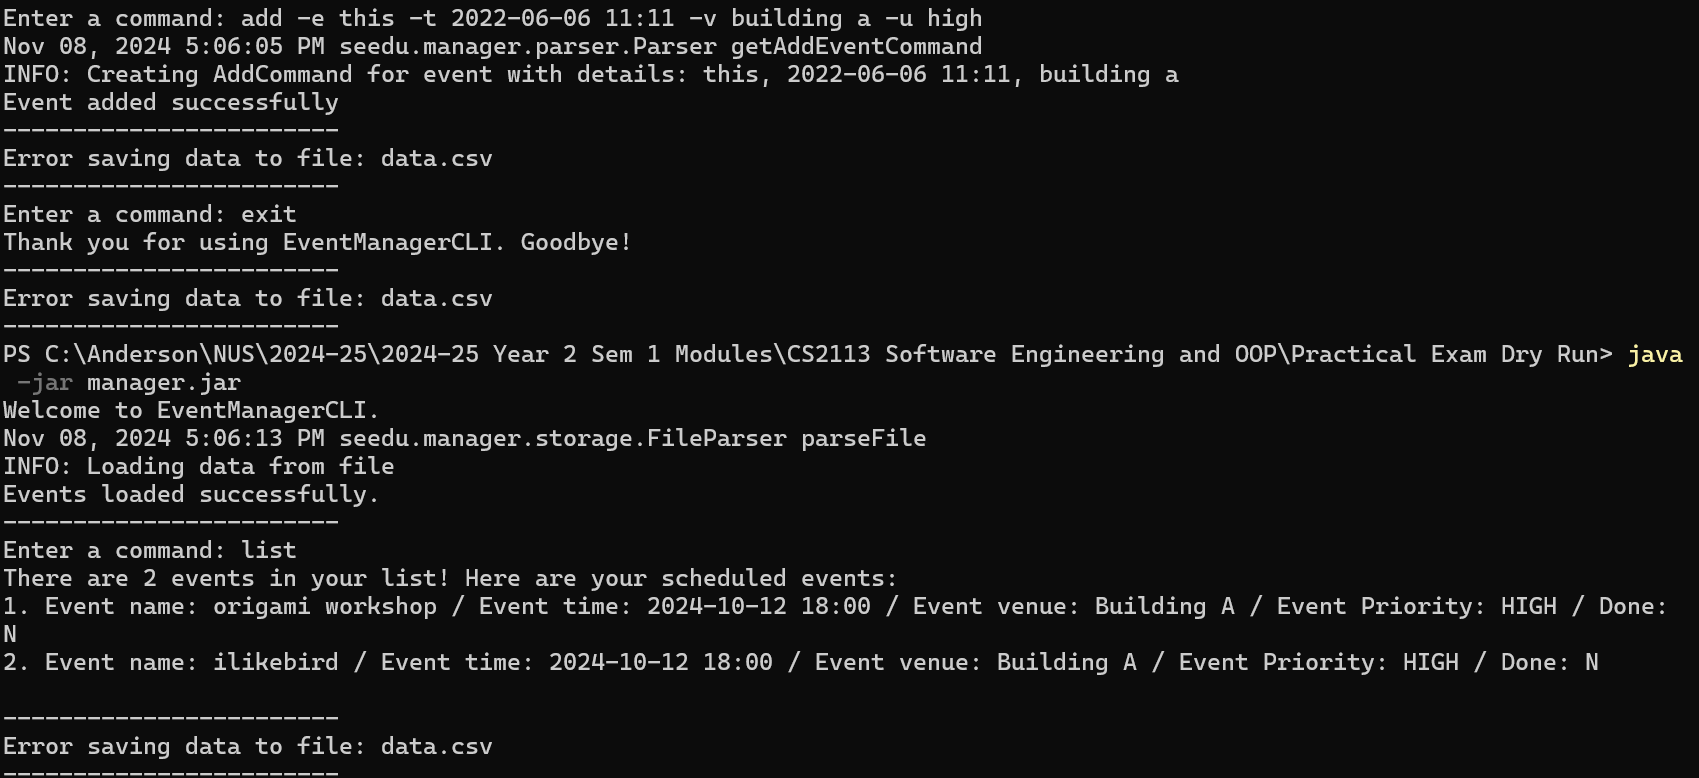 Enter a command: add -e this -t 2022-06-06 11:11 -v building a -u high
Nov 08, 2024 5:06:05 PM seedu.manager.parser.Parser getAddEventCommand
INFO: Creating AddCommand for event with details: this, 2022-06-06 11:11, building a
Event added successfully
------------------------
Error saving data to file: data.csv
------------------------
Enter a command: exit
Thank you for using EventManagerCLI. Goodbye!
------------------------
Error saving data to file: data.csv
------------------------
PS C:\Anderson\NUS\2024-25\2024-25 Year 2 Sem 1 Modules\CS2113 Software Engineering and OOP\Practical Exam Dry Run> java
 -jar manager.jar
Welcome to EventManagerCLI.
Nov 08, 2024 5:06:13 PM seedu.manager.storage.FileParser parseFile
INFO: Loading data from file
Events loaded successfully.
------------------------
Enter a command: list
There are 2 events in your list! Here are your scheduled events:
1. Event name: origami workshop / Event time: 2024-10-12 18:00 / Event venue: Building A / Event Priority: HIGH / Done:
N
2. Event name: ilikebird / Event time: 2024-10-12 18:00 / Event venue: Building A / Event Priority: HIGH / Done: N
------------------------
Error saving data to file: data.csv
------------------------